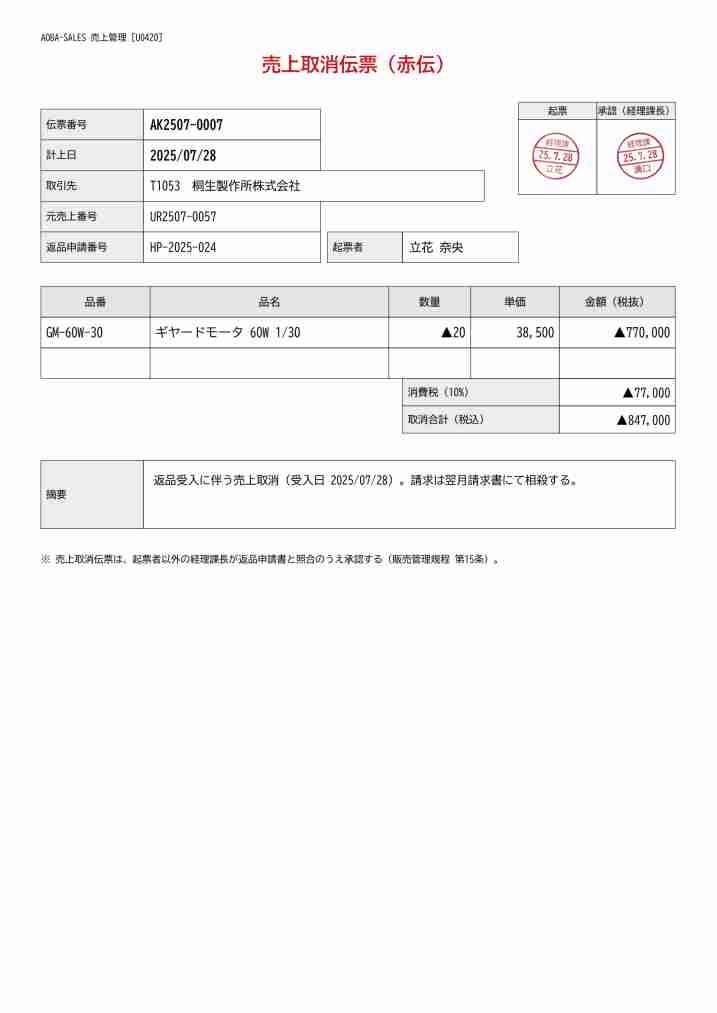 AOBA-SALES 売上管理 [U0420]
売上取消伝票（赤伝）
起票 承認（経理課長）
経理課 25.7.28 立花
経理課 25.7.28 溝口
伝票番号 AK2507-0007
計上日 2025/07/28
取引先 T1053 桐生製作所株式会社
元売上番号 UR2507-0057
返品申請番号 HP-2025-024 起票者 立花 奈央
品番 品名 数量 単価 金額（税抜）
GM-60W-30 ギヤードモータ 60W 1/30 ▲20 38,500 ▲770,000
消費税（10%） ▲77,000
取消合計（税込） ▲847,000
摘要 返品受入に伴う売上取消（受入日 2025/07/28）。請求は翌月請求書にて相殺する。
※ 売上取消伝票は、起票者以外の経理課長が返品申請書と照合のうえ承認する（販売管理規程 第15条）。